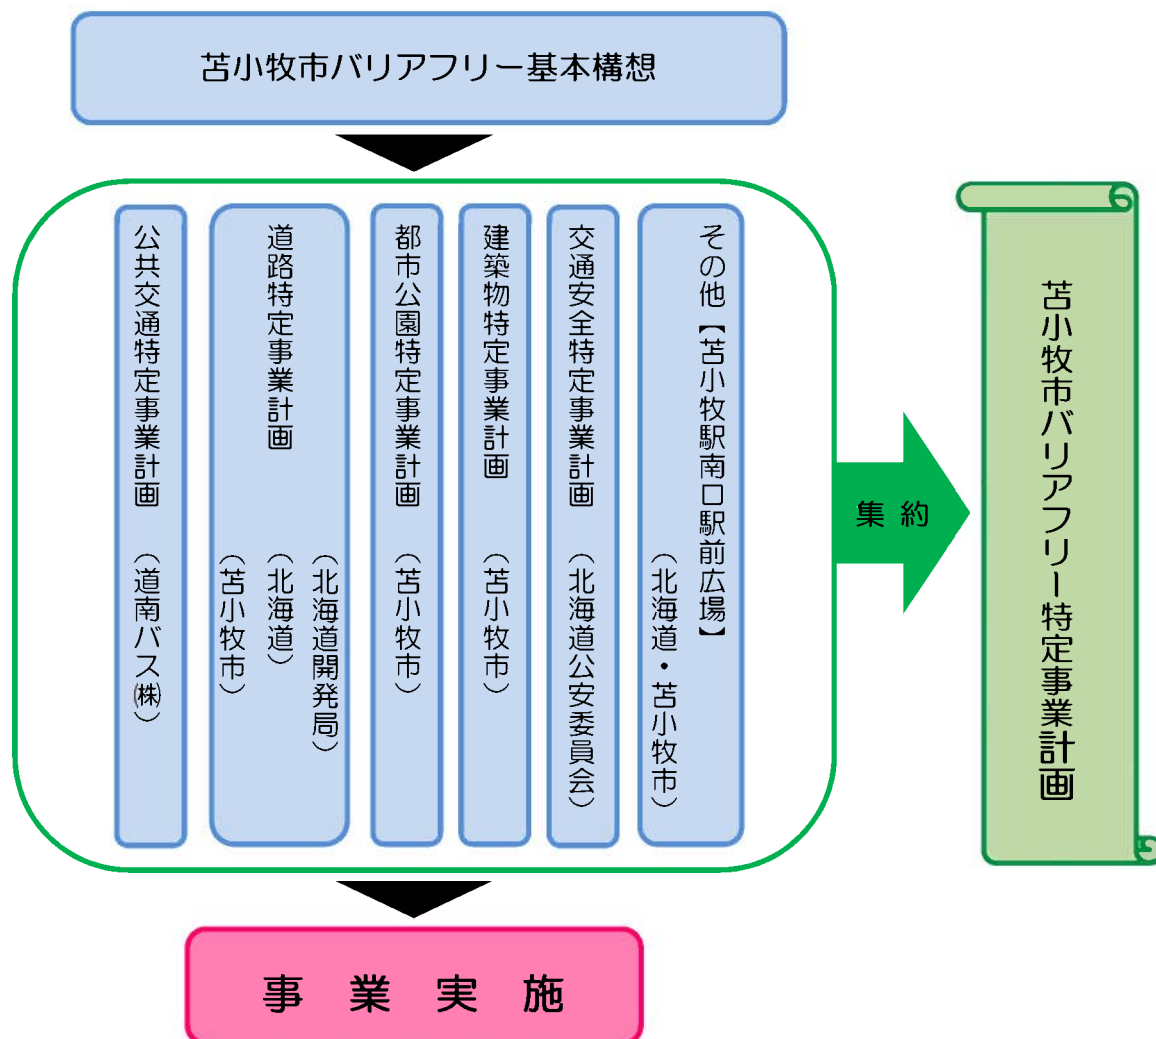 苫小牧市バリアフリー基本構想
公共交通特定事業計画 （道南バス㈱）
道路特定事業計画
（北海道開発局）
（北海道）
（苫小牧市）
都市公園特定事業計画 （苫小牧市）
建築物特定事業計画 （苫小牧市）
交通安全特定事業計画 （北海道公安委員会）
その他【苫小牧駅南口駅前広場】
（北海道・苫小牧市）
集約
苫小牧市バリアフリー特定事業計画
事業実施